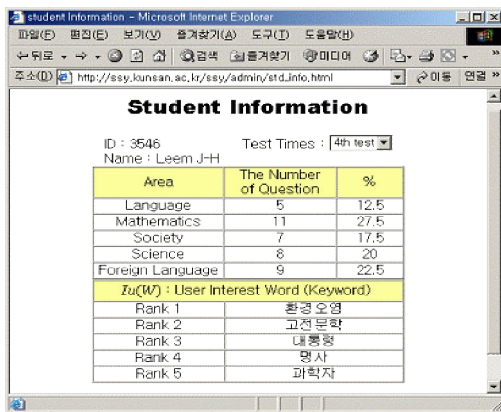 student Information - Microsoft Internet Explorer
파일(F) 편집(E) 보기(V) 즐겨찾기(A) 도구(T) 도움말(H)
뒤로 검색 즐겨찾기 미디어 »
주소(D) http://ssy.kunsan.ac.kr/ssy/admin/std_info.html 이동 연결 »
Student Information
ID : 3546 Test Times : 4th test
Name : Leem J-H
Area The Number of Question %
Language 5 12.5
Mathematics 11 27.5
Society 7 17.5
Science 8 20
Foreign Language 9 22.5
Iu(W) : User Interest Word (Keyword)
Rank 1 환경오염
Rank 2 고전문학
Rank 3 대통령
Rank 4 명사
Rank 5 과학자